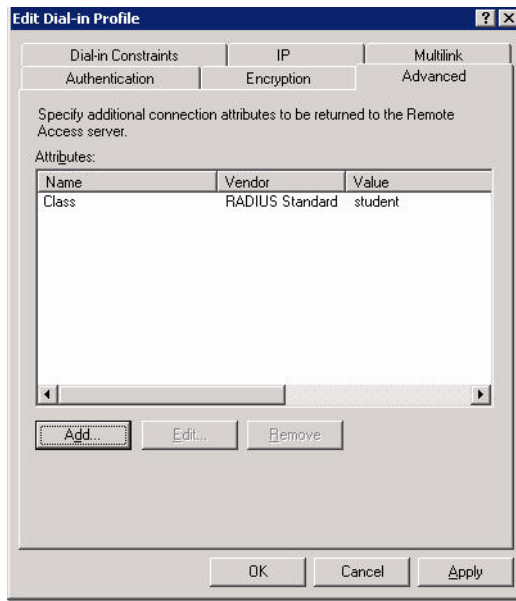 Edit Dial-in Profile
Dial-in Constraints IP Multilink
Authentication Encryption Advanced
Specify additional connection attributes to be returned to the Remote
Access server.
Attributes:
Name Vendor Value
Class RADIUS Standard student
Add... Edit... Remove
OK Cancel Apply